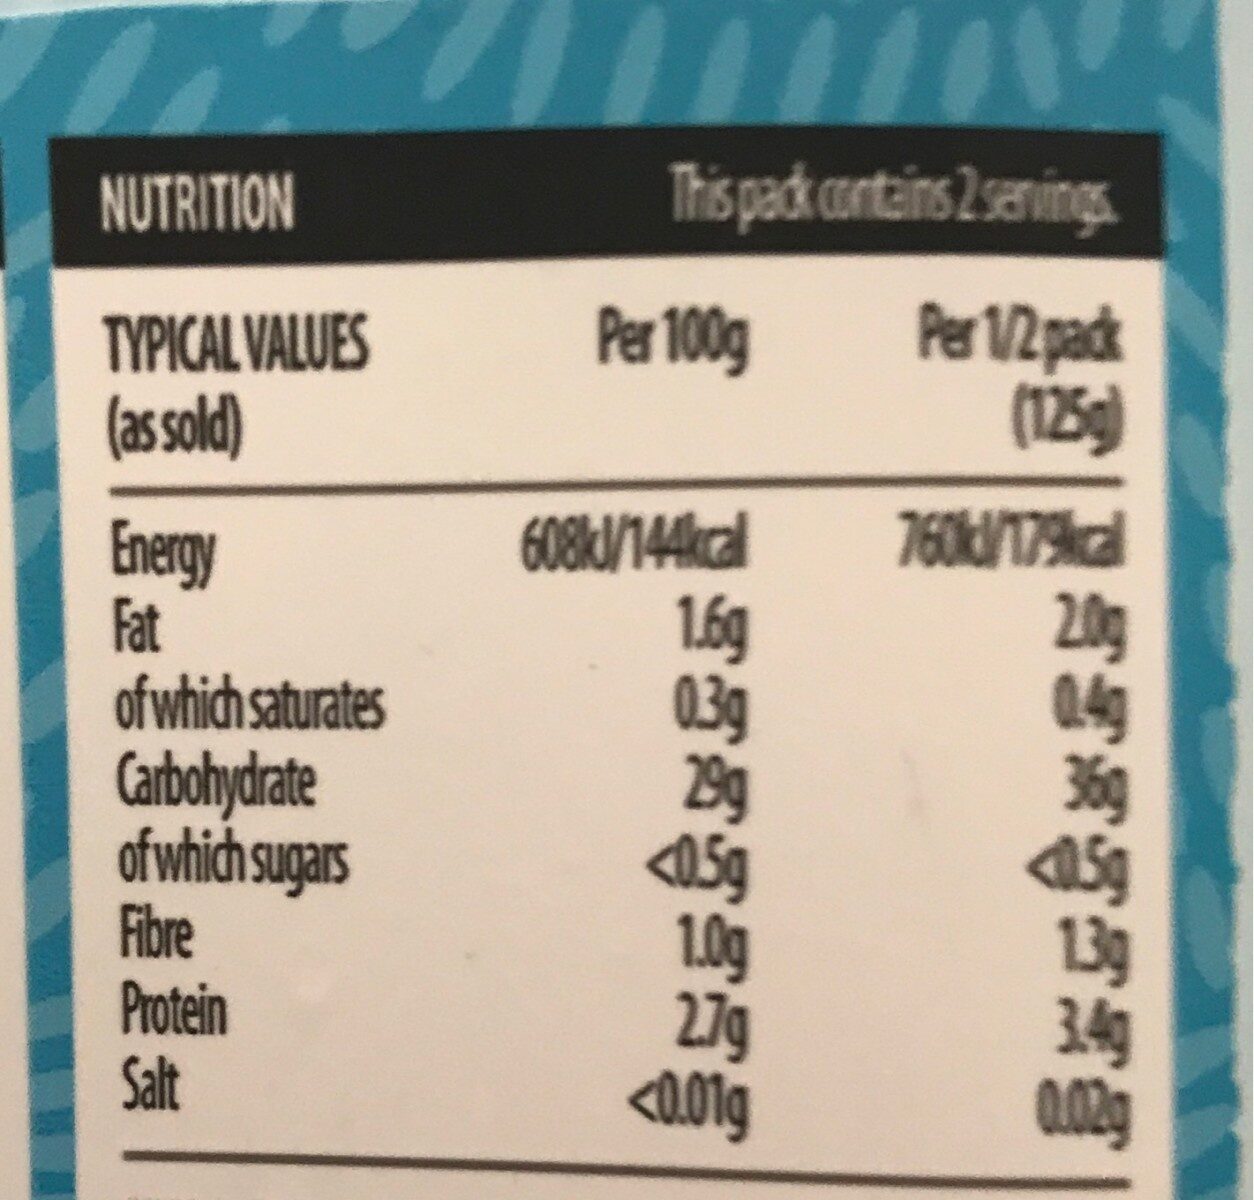 NUTRITION This pack contains 2 servings.
TYPICAL VALUES Per 100g Per 1/2 pack
(as sold) (125g)
Energy 608kJ/144kcal 760kJ/179kcal
Fat 1.6g 2.0g
of which saturates 0.3g 0.4g
Carbohydrate 29g 36g
of which sugars <0.5g <0.5g
Fibre 1.0g 1.3g
Protein 2.7g 3.4g
Salt <0.01g 0.02g